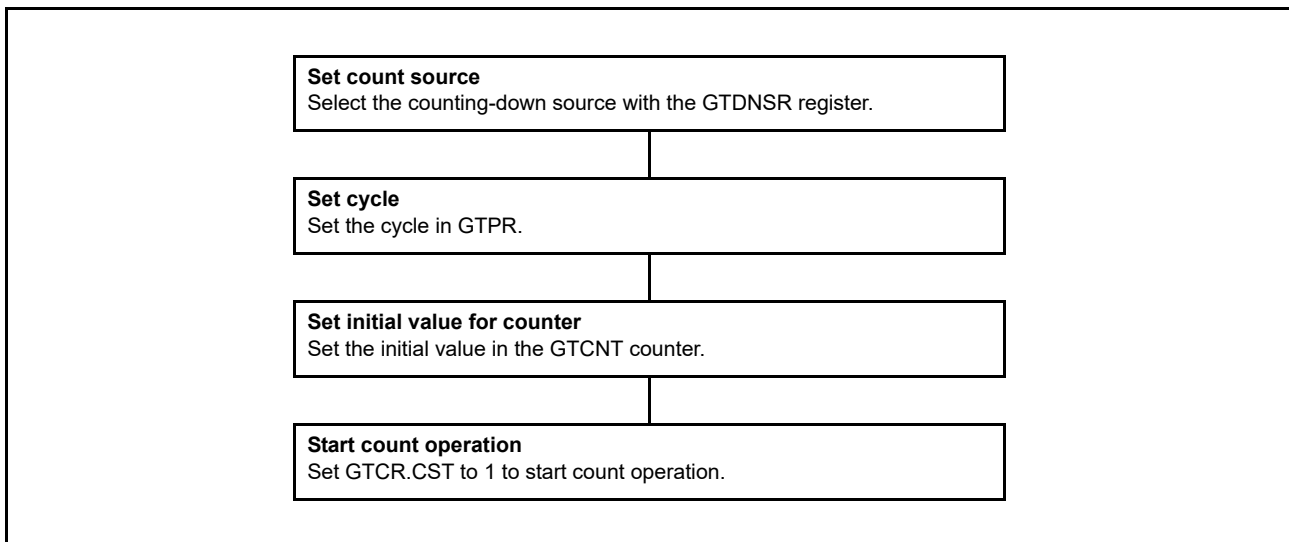 Set count source
Select the counting-down source with the GTDNSR register.
Set cycle
Set the cycle in GTPR.
Set initial value for counter
Set the initial value in the GTCNT counter.
Start count operation
Set GTCR.CST to 1 to start count operation.